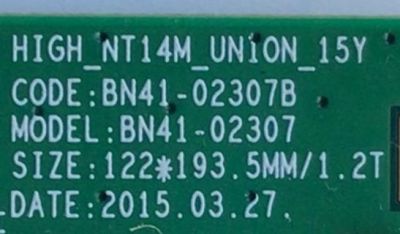 HIGH_NT14M_UNION_15Y
CODE:BN41-02307B
MODEL:BN41-02307
SIZE:122*193.5MM/1.2T
DATE:2015.03.27.